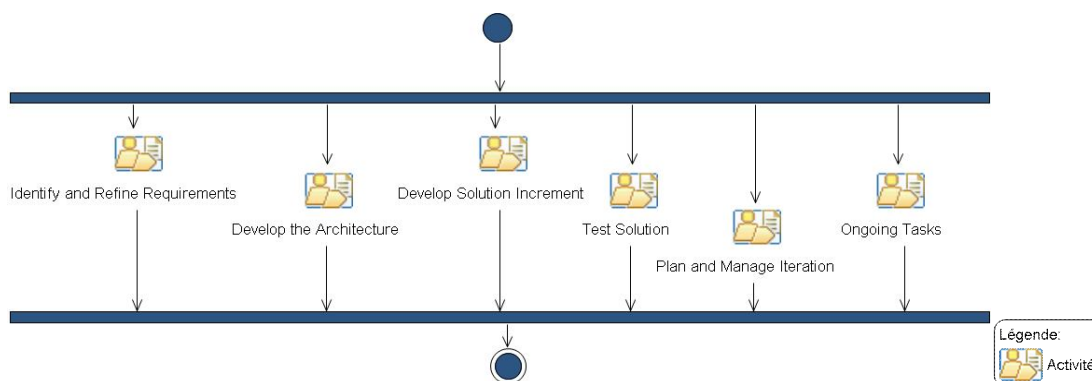 Identify and Refine Requirements
Develop Solution Increment
Develop the Architecture
Test Solution
Ongoing Tasks
Plan and Manage Iteration
Légende:
Activité